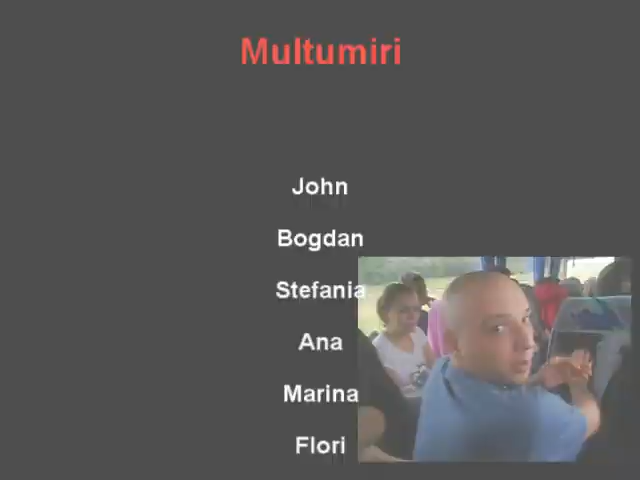 Multumiri
John
Bogdan
Stefania
Ana
Marina
Flori